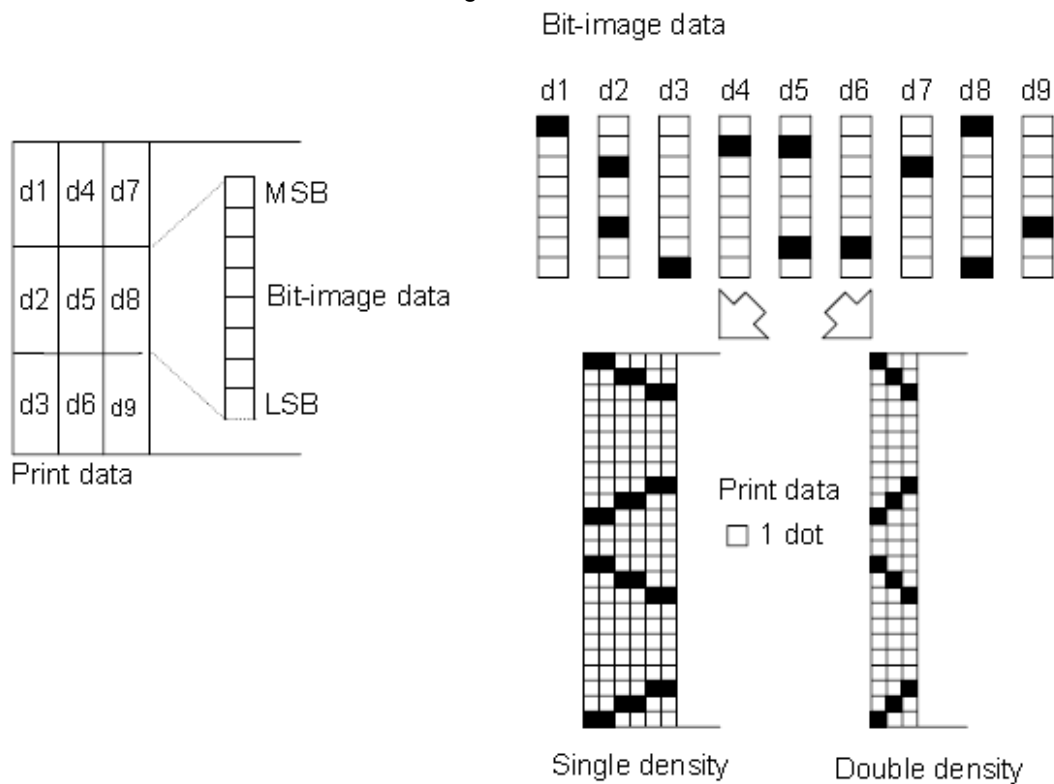 Bit-image data
d1 d2 d3 d4 d5 d6 d7 d8 d9
d1 d4 d7
d2 d5 d8
d3 d6 d9
Print data
MSB
Bit-image data
LSB
Print data
1 dot
Single density
Double density